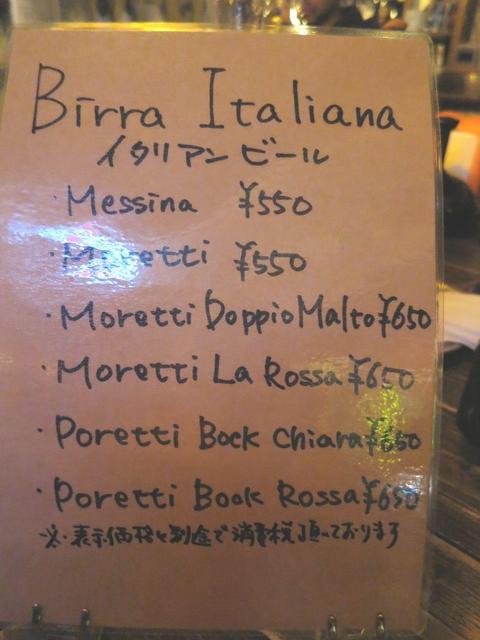 Birra Italiana
イタリアンビール
・Messina ¥550
・Moretti ¥550
・Moretti Doppio Malto ¥650
・Moretti La Rossa ¥650
・Poretti Bock Chiara ¥650
・Poretti Bock Rossa ¥650
※・表示価格と別途で消費税頂っております